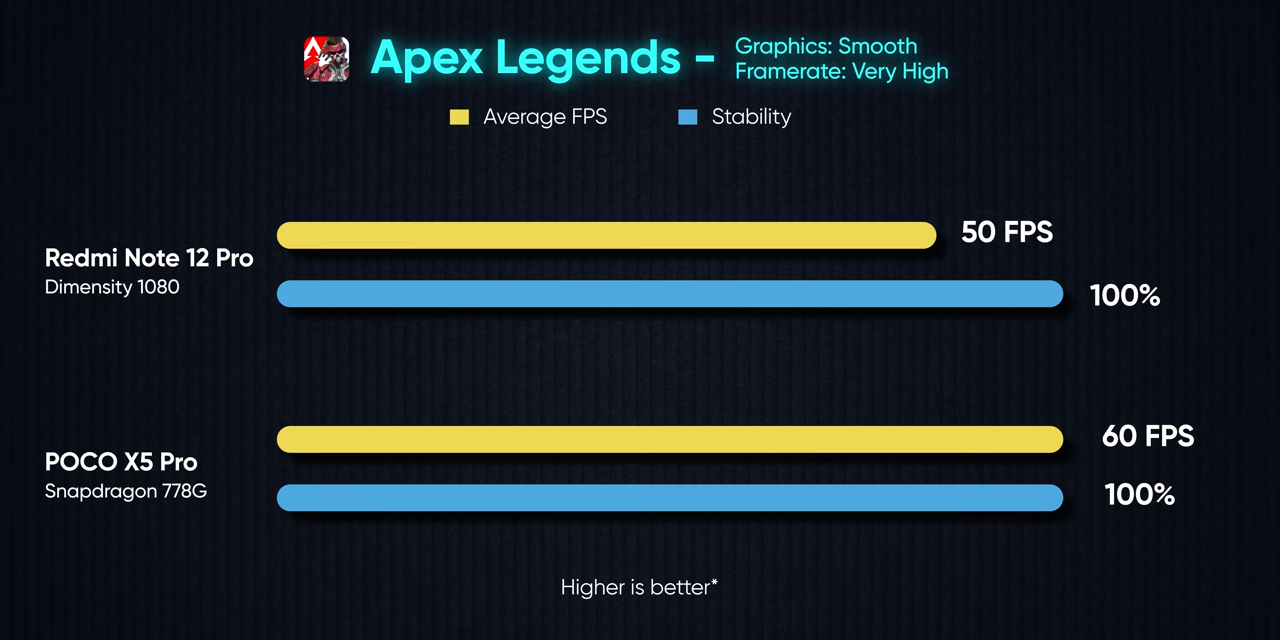 Apex Legends -
Graphics: Smooth
Framerate: Very High
Average FPS
Stability
Redmi Note 12 Pro
Dimensity 1080
50 FPS
100%
POCO X5 Pro
Snapdragon 778G
60 FPS
100%
Higher is better*